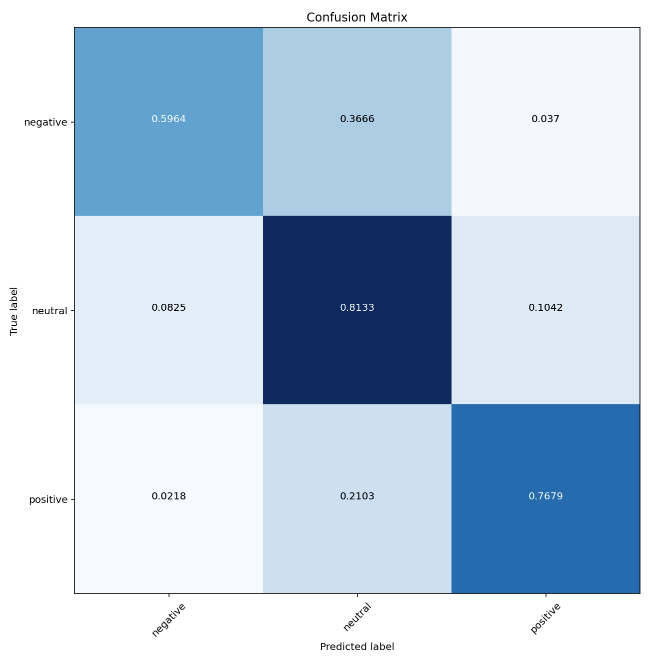 Confusion Matrix
True label
negative
0.5964 0.3666 0.037
neutral
0.0825 0.8133 0.1042
positive
0.0218 0.2103 0.7679
negative neutral positive
Predicted label